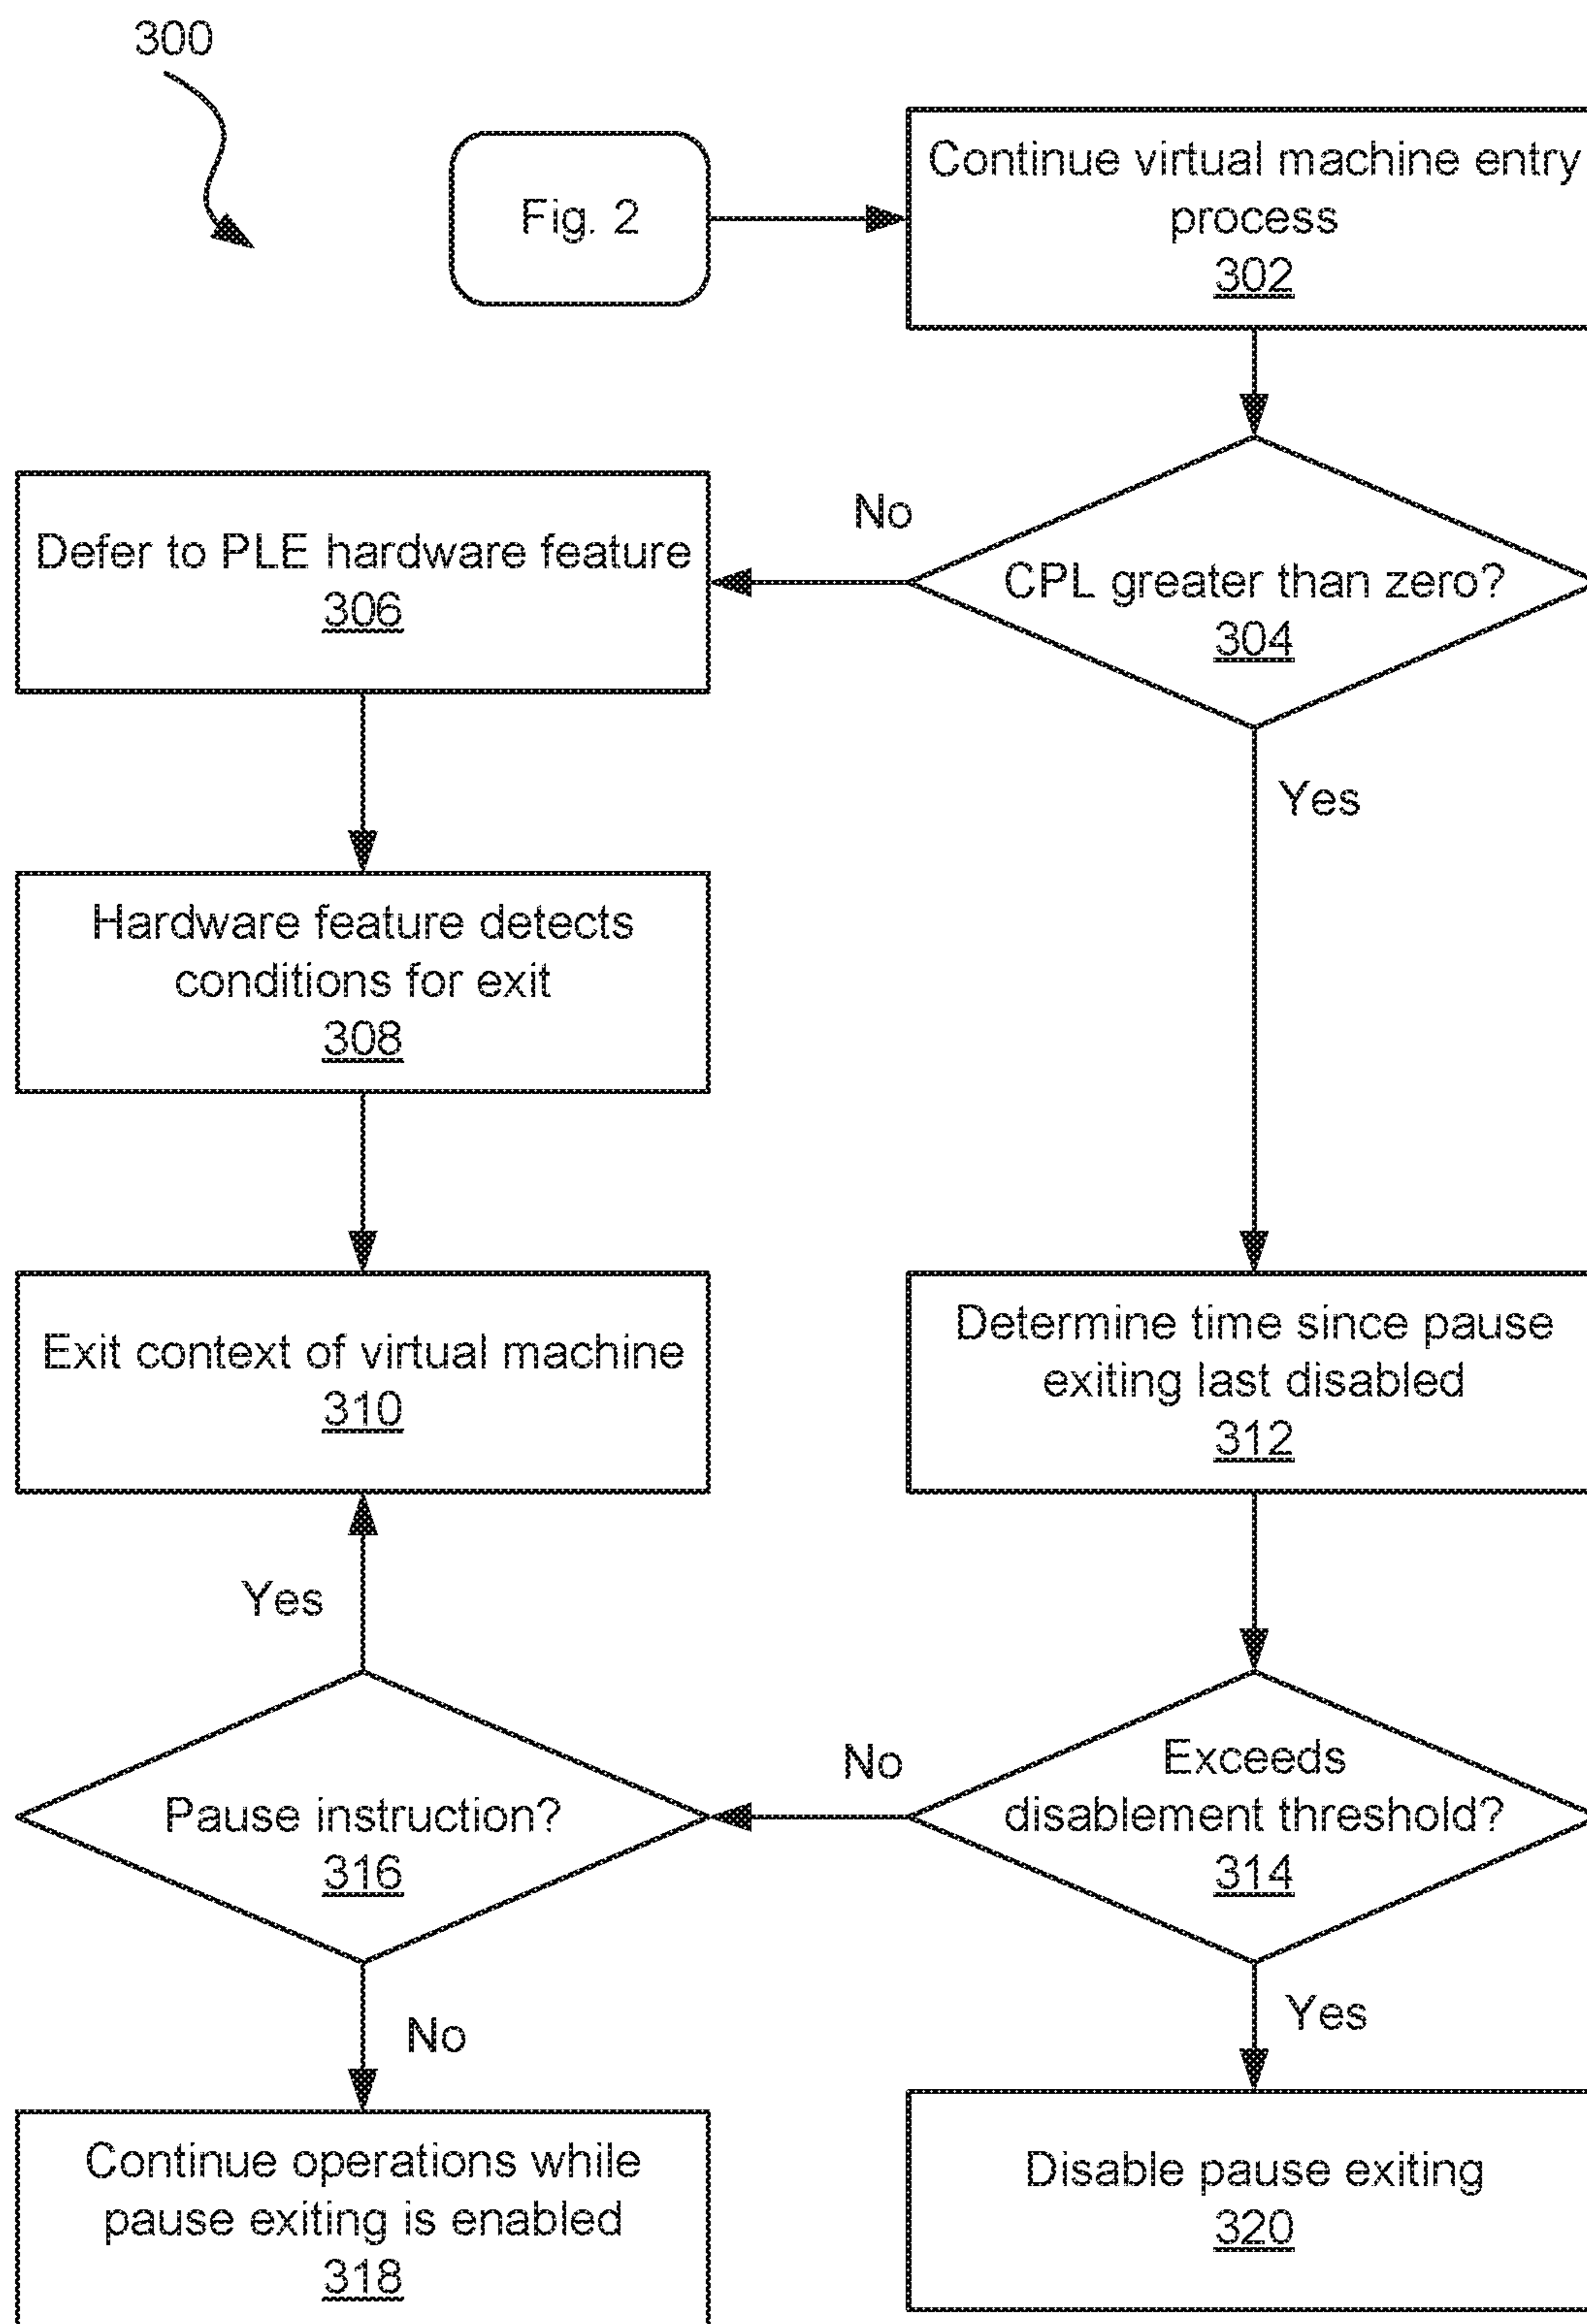 300
Fig. 2
Continue virtual machine entry
process
302
No
Defer to PLE hardware feature
306
CPL greater than zero?
304
Yes
Hardware feature detects
conditions for exit
308
Exit context of virtual machine
310
Determine time since pause
exiting last disabled
312
Yes
No
Exceeds
disablement threshold?
314
Pause instruction?
316
Yes
No
Continue operations while
pause exiting is enabled
318
Disable pause exiting
320